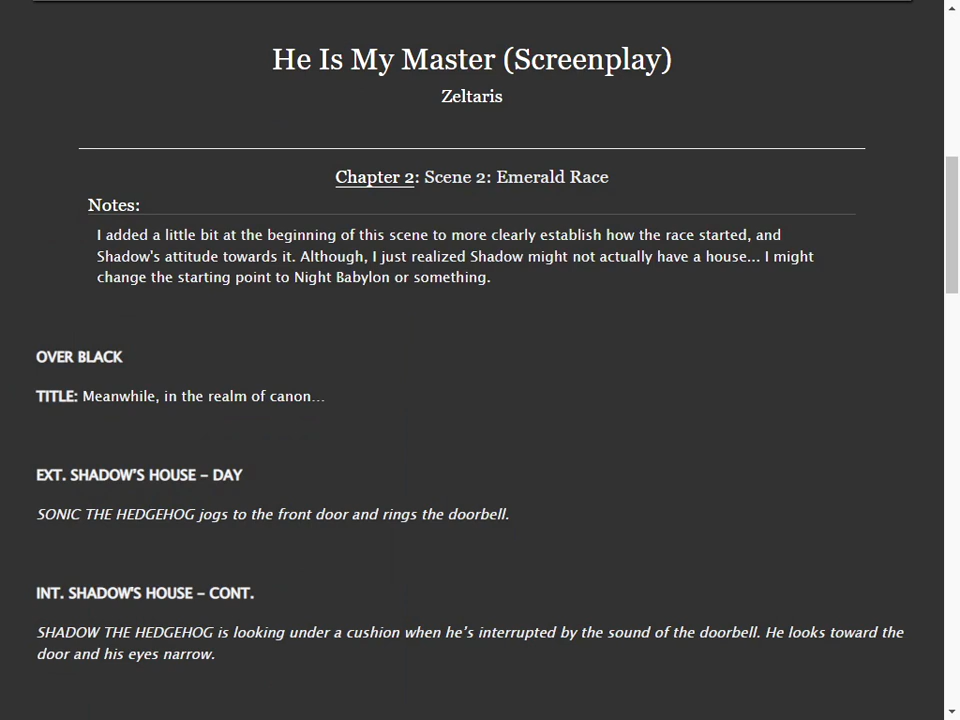 He Is My Master (Screenplay)
Zeltaris
Chapter 2: Scene 2: Emerald Race
Notes:
I added a little bit at the beginning of this scene to more clearly establish how the race started, and
Shadow's attitude towards it. Although, I just realized Shadow might not actually have a house... I might
change the starting point to Night Babylon or something.
OVER BLACK
TITLE: Meanwhile, in the realm of canon…
EXT. SHADOW'S HOUSE – DAY
SONIC THE HEDGEHOG jogs to the front door and rings the doorbell.
INT. SHADOW'S HOUSE – CONT.
SHADOW THE HEDGEHOG is looking under a cushion when he's interrupted by the sound of the doorbell. He looks toward the
door and his eyes narrow.